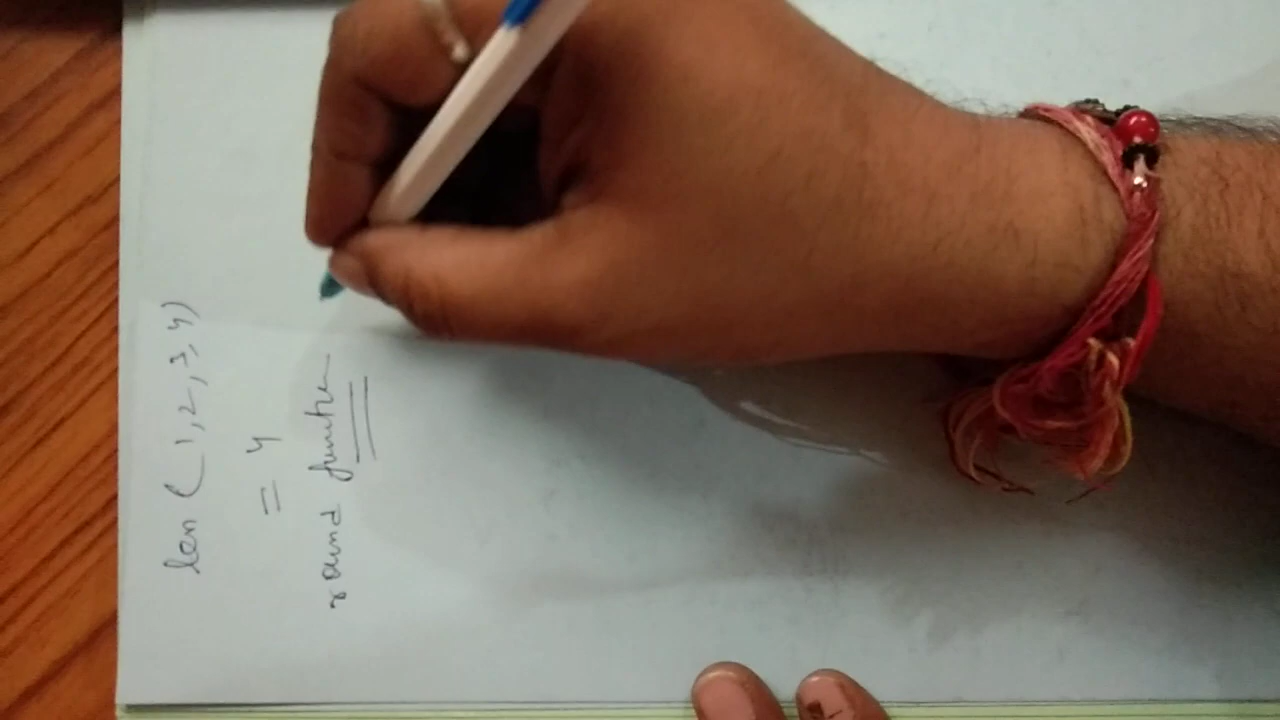 len (1,2,3,4)
= 4
round function